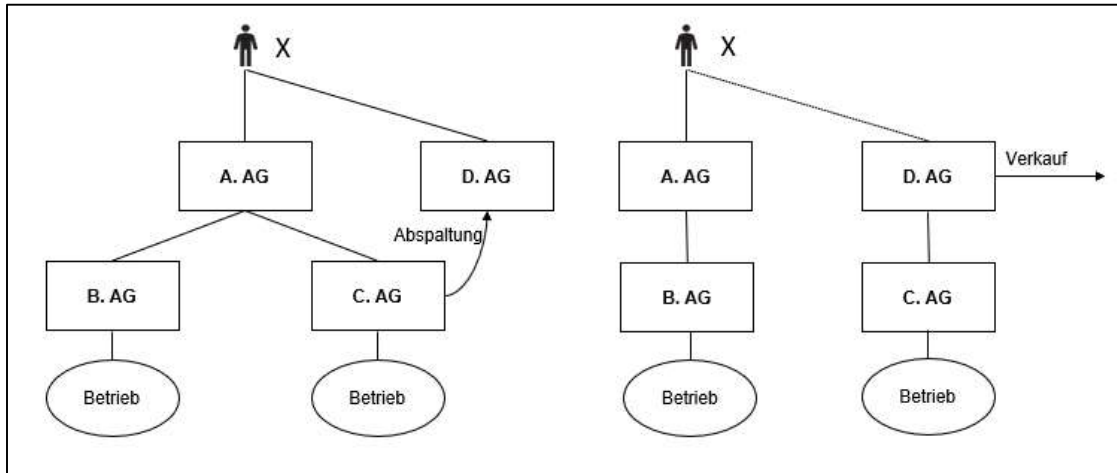 X
A. AG
D. AG
Abspaltung
B. AG
C. AG
Betrieb
Betrieb
X
A. AG
D. AG
Verkauf
B. AG
C. AG
Betrieb
Betrieb